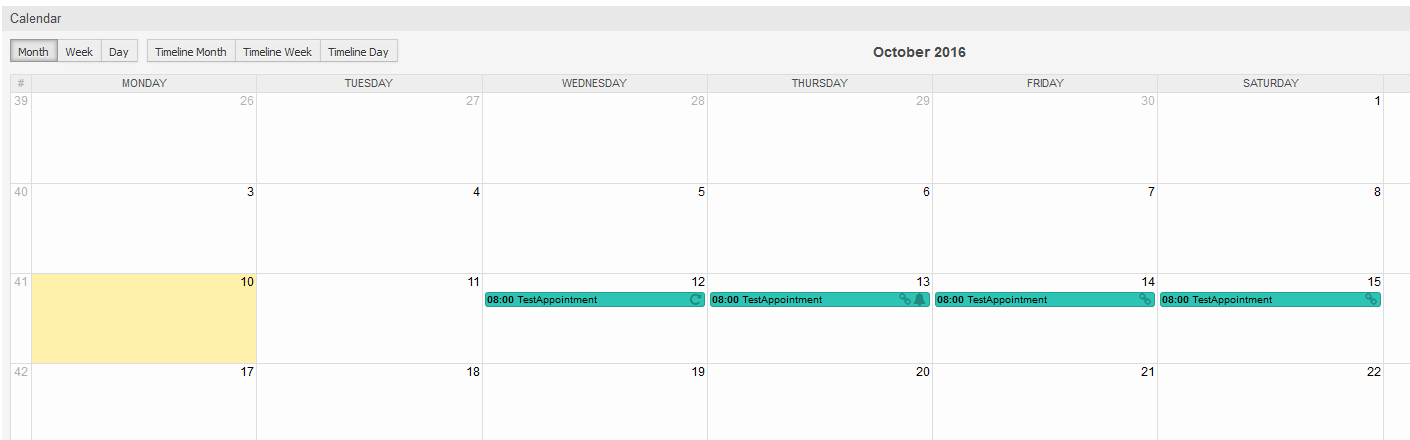 Calendar
Month Week Day Timeline Month Timeline Week Timeline Day October 2016
# MONDAY TUESDAY WEDNESDAY THURSDAY FRIDAY SATURDAY
39 26 27 28 29 30 1
40 3 4 5 6 7 8
41 10 11 12 13 14 15
08:00 TestAppointment 08:00 TestAppointment 08:00 TestAppointment 08:00 TestAppointment
42 17 18 19 20 21 22